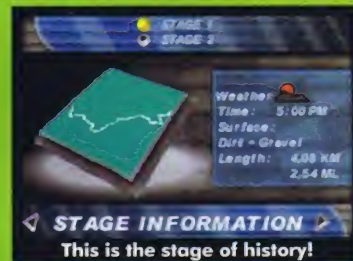 STAGE 1
STAGE 2
Weather
Time: 5:00 PM
Surface:
Dirt - Gravel
Length: 4,08 KM
2,54 ML
STAGE INFORMATION
This is the stage of history!